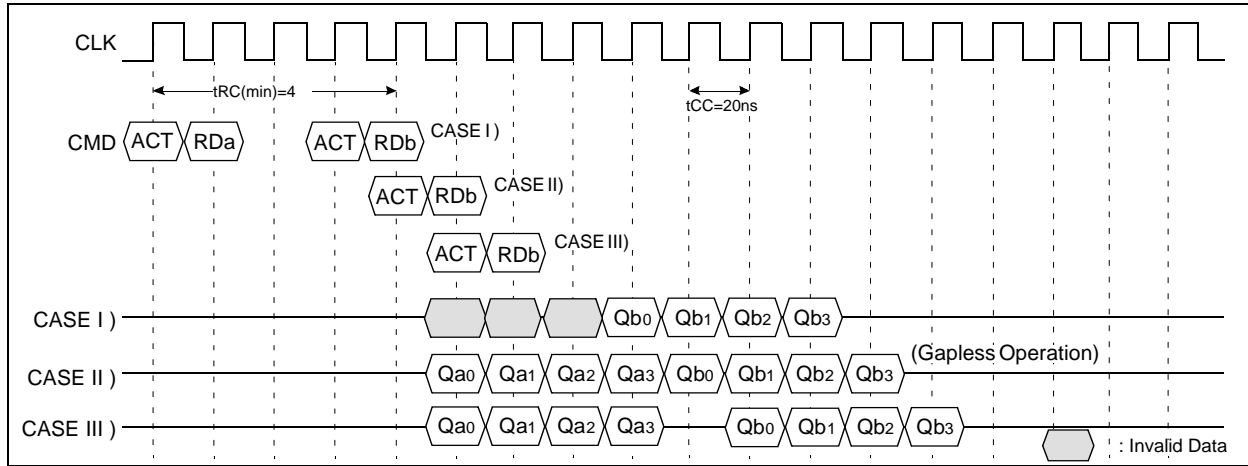 CLK
tRC(min)=4
tCC=20ns
CMD ACT RDa ACT RDb CASE I )
ACT RDb CASE II)
ACT RDb CASE III)
CASE I ) Qb0 Qb1 Qb2 Qb3
(Gapless Operation)
CASE II ) Qa0 Qa1 Qa2 Qa3 Qb0 Qb1 Qb2 Qb3
CASE III ) Qa0 Qa1 Qa2 Qa3 Qb0 Qb1 Qb2 Qb3
: Invalid Data